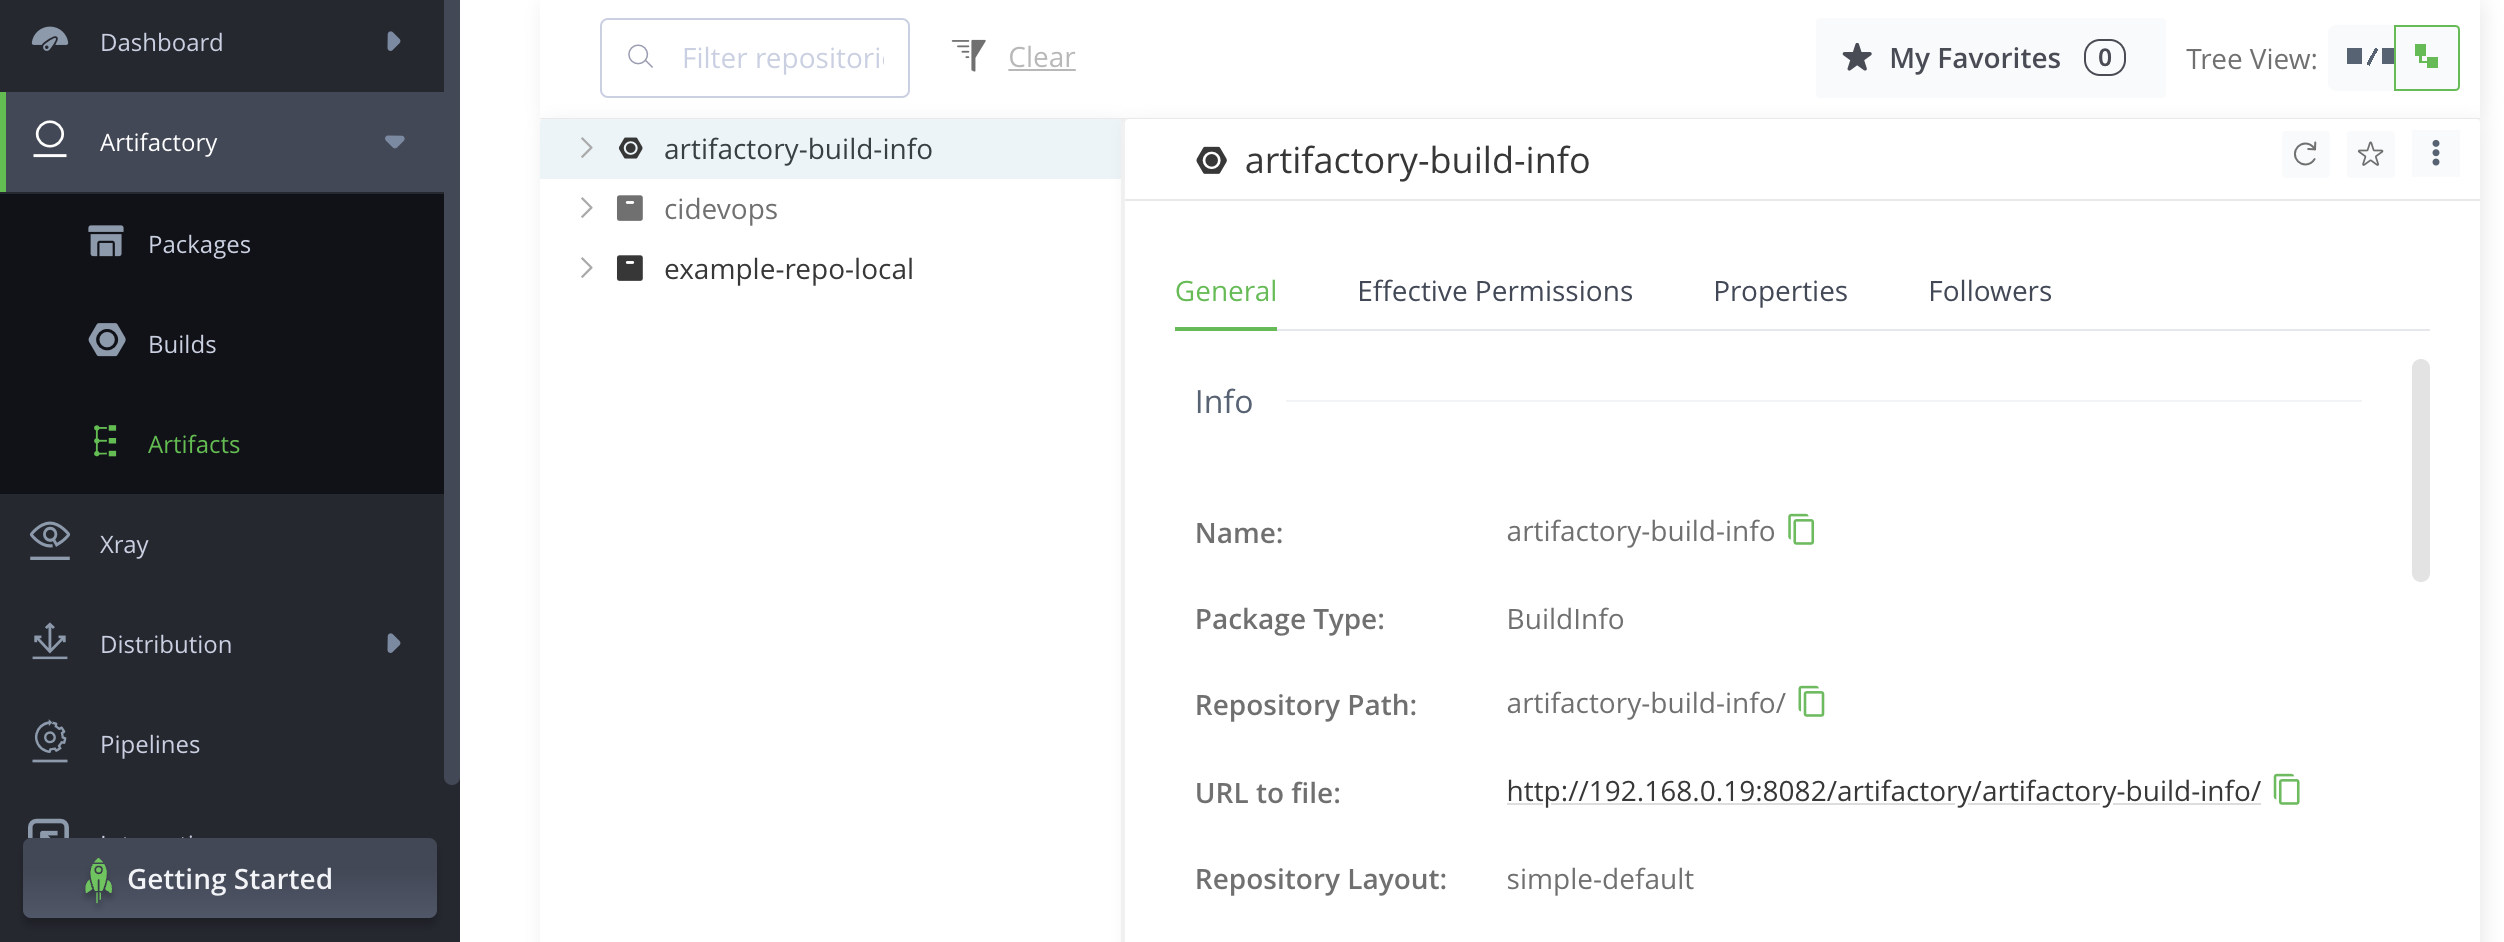 Dashboard
Artifactory
Packages
Builds
Artifacts
Xray
Distribution
Pipelines
Getting Started
Filter repositori
Clear
My Favorites 0
Tree View:
artifactory-build-info
cidevops
example-repo-local
artifactory-build-info
General Effective Permissions Properties Followers
Info
Name: artifactory-build-info
Package Type: BuildInfo
Repository Path: artifactory-build-info/
URL to file: http://192.168.0.19:8082/artifactory/artifactory-build-info/
Repository Layout: simple-default